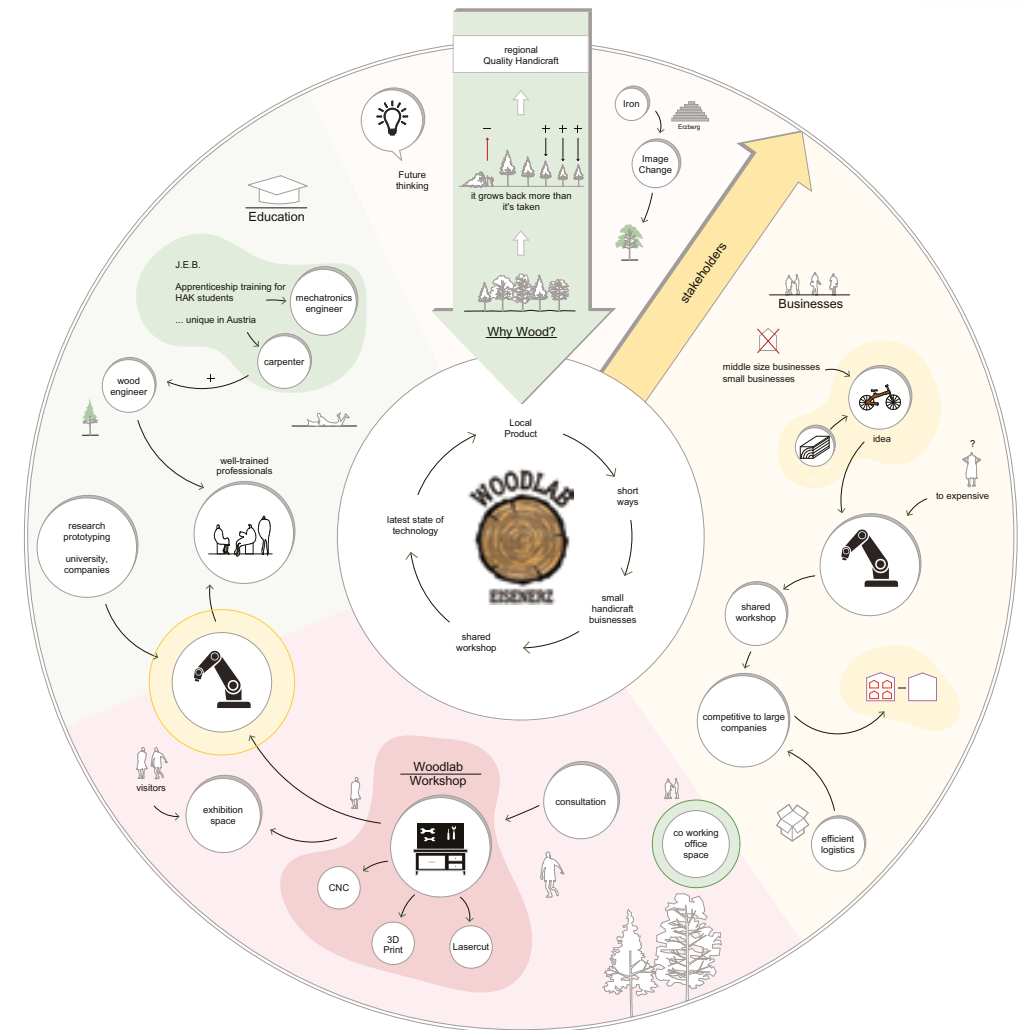 regional
Quality Handicraft
it grows back more than
it's taken
Why Wood?
Future
thinking
Iron
Erzberg
Image
Change
stakeholders
Education
J.E.B.
Apprenticeship training for
HAK students
... unique in Austria
mechatronics
engineer
carpenter
+
wood
engineer
well-trained
professionals
research
prototyping
university,
companies
Businesses
middle size businesses
small businesses
idea
?
to expensive
shared
workshop
competitive to large
companies
efficient
logistics
Local
Product
short
ways
small
handicraft
buisnesses
shared
workshop
latest state of
technology
WOODLAB
EISENERZ
Woodlab
Workshop
visitors
exhibition
space
consultation
co working
office
space
CNC
3D
Print
Lasercut